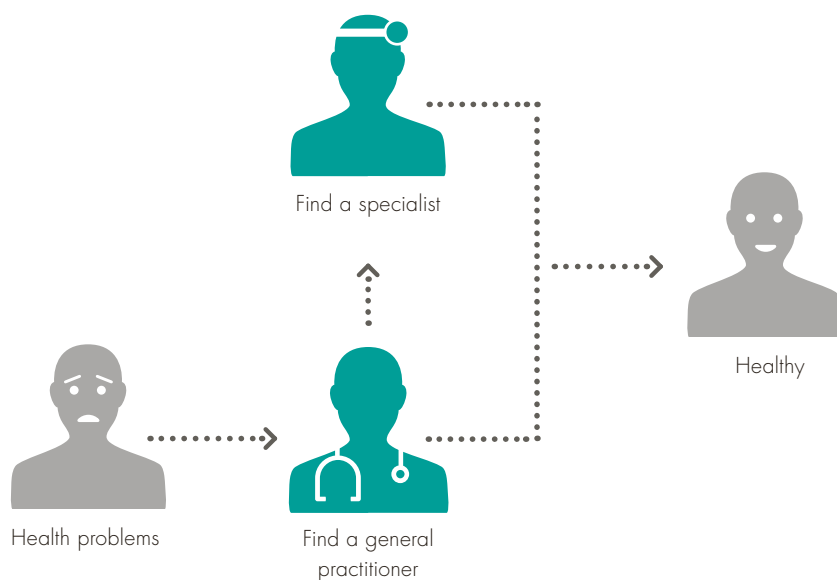 Find a specialist
Healthy
Health problems
Find a general
practitioner